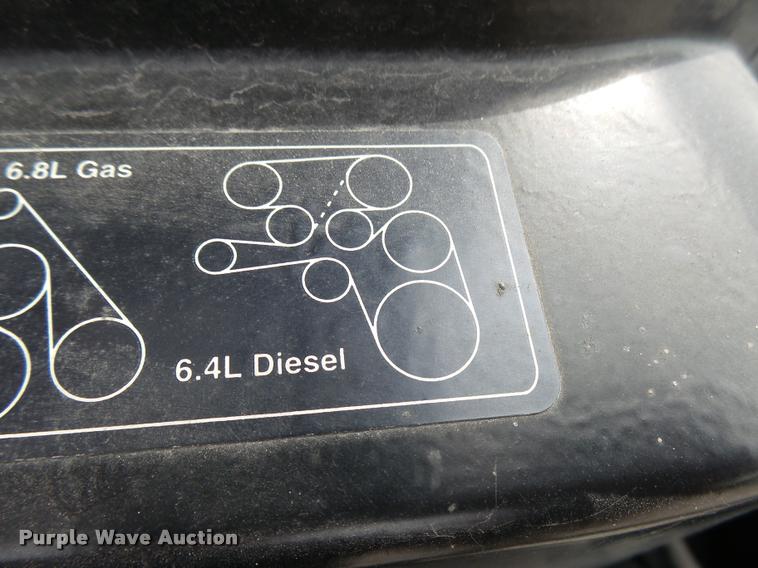 6.8L Gas
6.4L Diesel
Purple Wave Auction